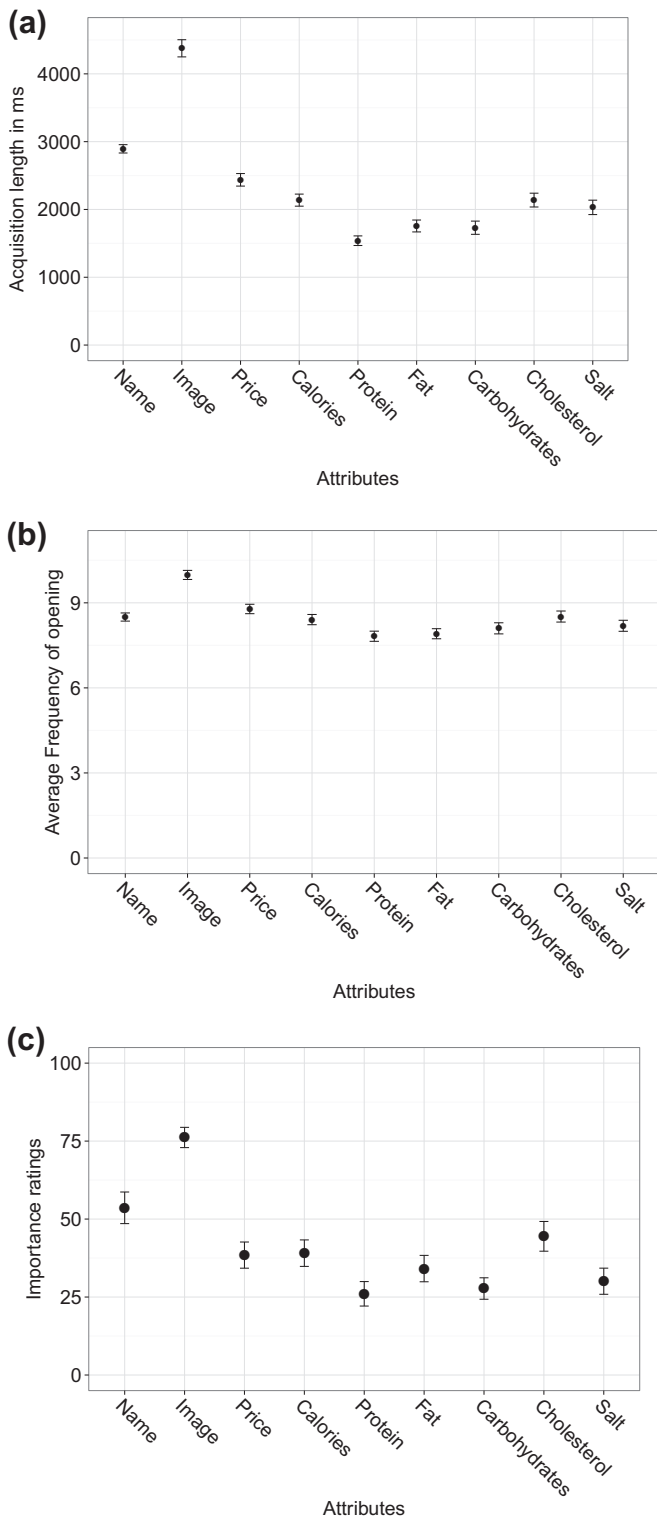 (a)
Acquisition length in ms
4000
3000
2000
1000
0
Name
Image
Price
Calories
Protein
Fat
Carbohydrates
Cholesterol
Salt
Attributes
(b)
Average Frequency of opening
9
6
3
0
Name
Image
Price
Calories
Protein
Fat
Carbohydrates
Cholesterol
Salt
Attributes
(c)
Importance ratings
100
75
50
25
0
Name
Image
Price
Calories
Protein
Fat
Carbohydrates
Cholesterol
Salt
Attributes